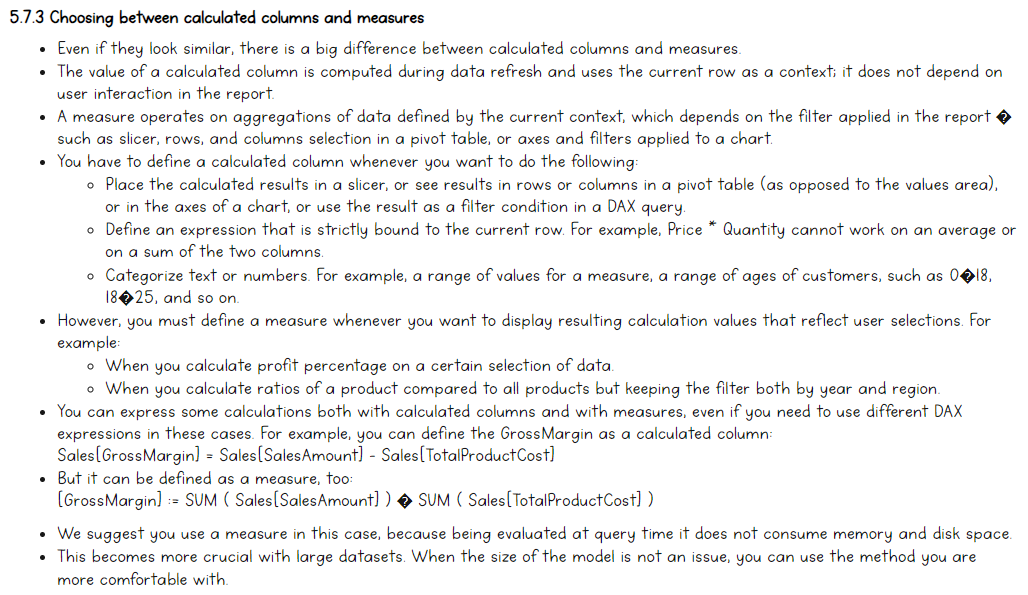 5.7.3 Choosing between calculated columns and measures
• Even if they look similar, there is a big difference between calculated columns and measures.
• The value of a calculated column is computed during data refresh and uses the current row as a context; it does not depend on
user interaction in the report.
• A measure operates on aggregations of data defined by the current context, which depends on the filter applied in the report �
such as slicer, rows, and columns selection in a pivot table, or axes and filters applied to a chart.
• You have to define a calculated column whenever you want to do the following:
◦ Place the calculated results in a slicer, or see results in rows or columns in a pivot table (as opposed to the values area),
or in the axes of a chart, or use the result as a filter condition in a DAX query.
◦ Define an expression that is strictly bound to the current row. For example, Price * Quantity cannot work on an average or
on a sum of the two columns.
◦ Categorize text or numbers. For example, a range of values for a measure, a range of ages of customers, such as 0�18,
18�25, and so on.
• However, you must define a measure whenever you want to display resulting calculation values that reflect user selections. For
example:
◦ When you calculate profit percentage on a certain selection of data.
◦ When you calculate ratios of a product compared to all products but keeping the filter both by year and region.
• You can express some calculations both with calculated columns and with measures, even if you need to use different DAX
expressions in these cases. For example, you can define the GrossMargin as a calculated column:
Sales[GrossMargin] = Sales[SalesAmount] - Sales[TotalProductCost]
• But it can be defined as a measure, too:
[GrossMargin] := SUM ( Sales[SalesAmount] ) � SUM ( Sales[TotalProductCost] )
• We suggest you use a measure in this case, because being evaluated at query time it does not consume memory and disk space.
• This becomes more crucial with large datasets. When the size of the model is not an issue, you can use the method you are
more comfortable with.